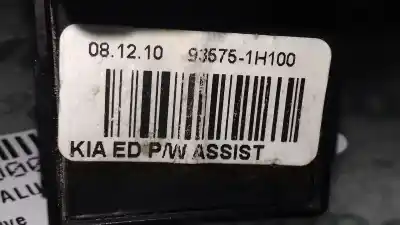 08.12.10 93575-1H100
KIA ED P/W ASSIST